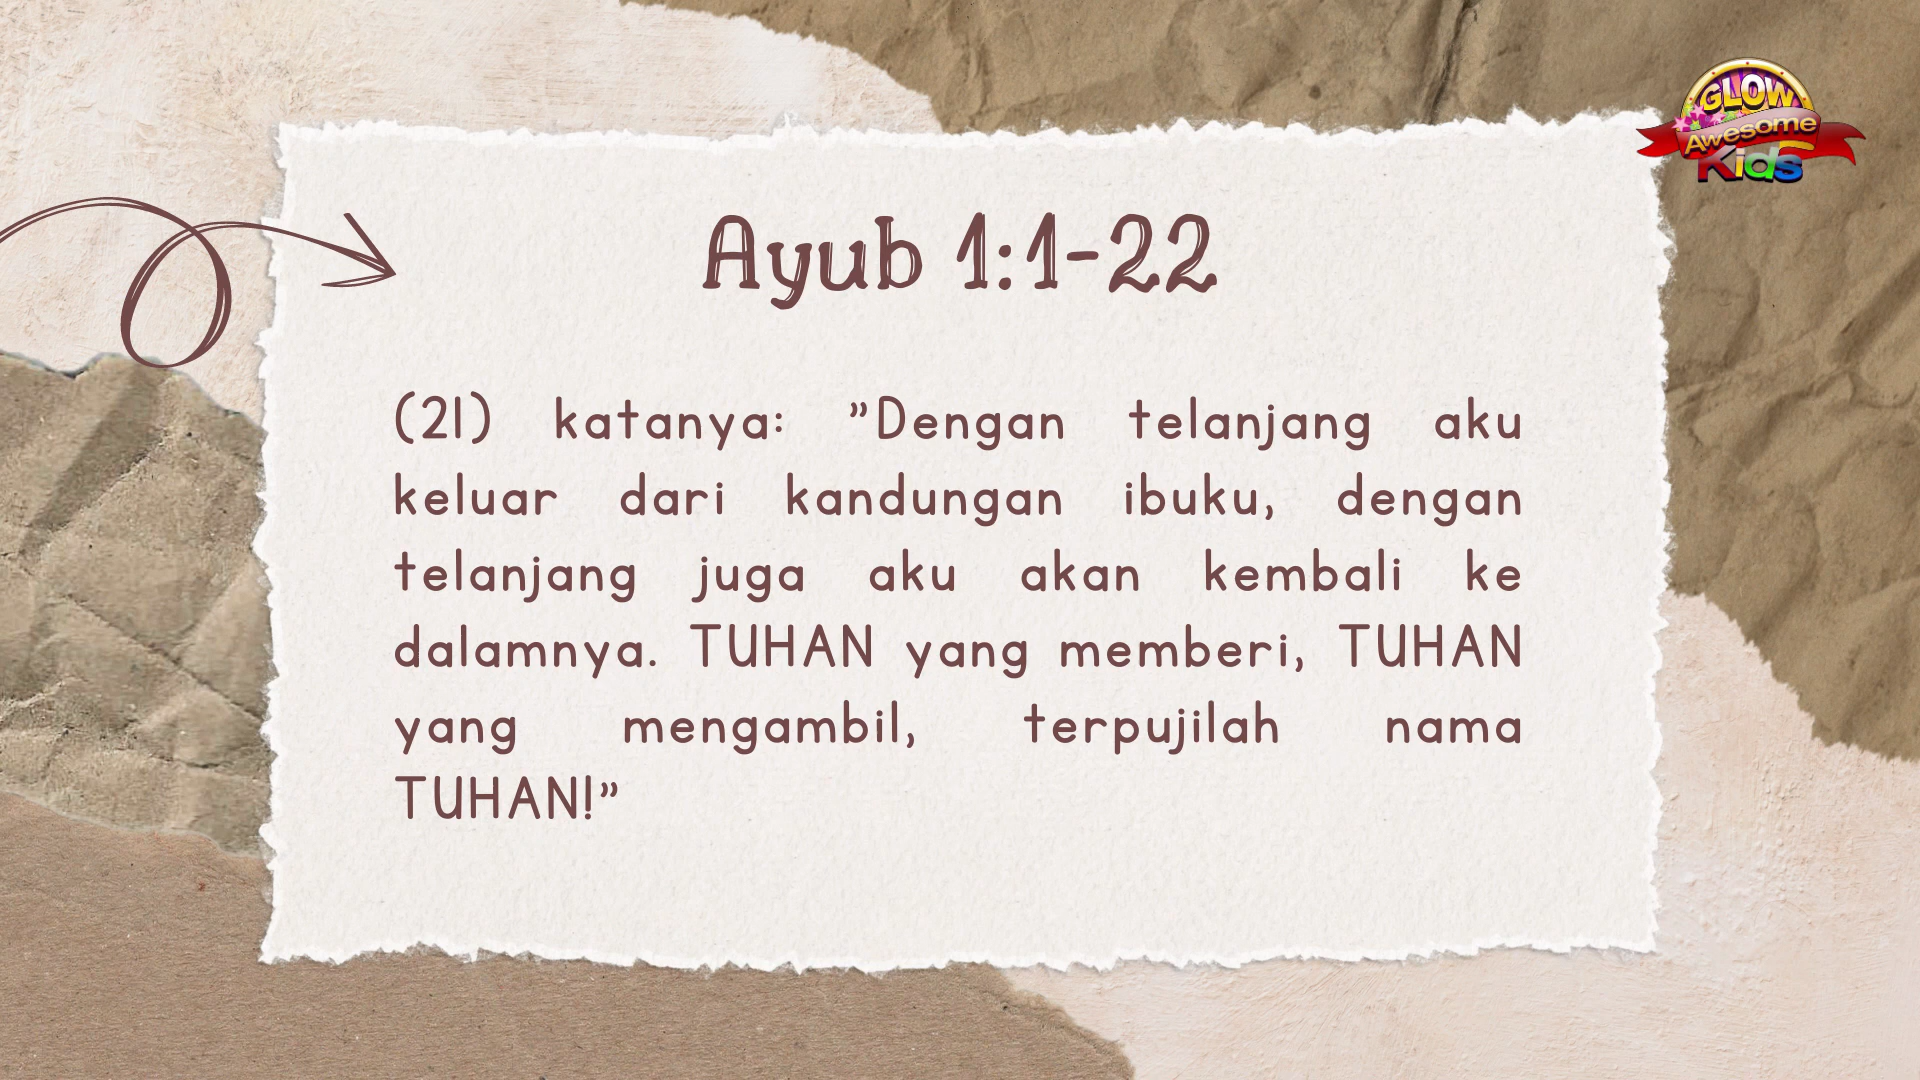 GLOW
Awesome
Kids
Ayub 1:1-22
(21) katanya: "Dengan telanjang aku
keluar dari kandungan ibuku, dengan
telanjang juga aku akan kembali ke
dalamnya. TUHAN yang memberi, TUHAN
yang mengambil, terpujilah nama
TUHAN!"